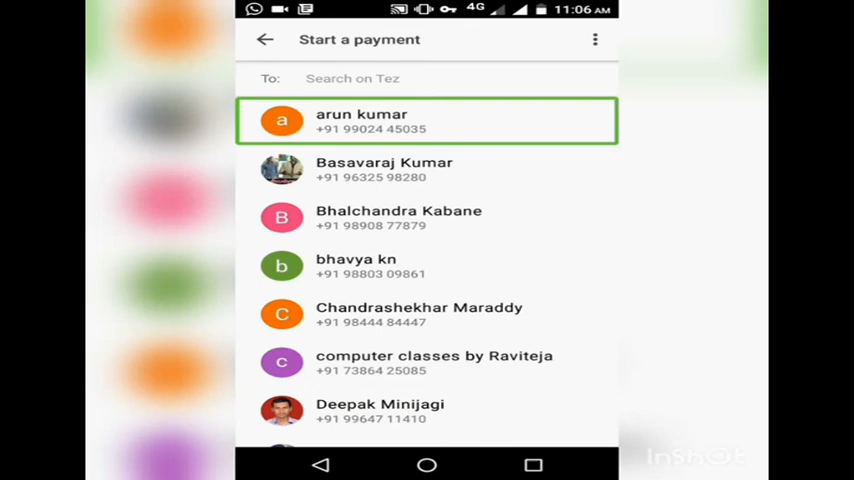 4G 11:06 AM
Start a payment
To: Search on Tez
a arun kumar
+91 99024 45035
Basavaraj Kumar
+91 96325 98280
B Bhalchandra Kabane
+91 98908 77879
b bhavya kn
+91 98803 09861
C Chandrashekhar Maraddy
+91 98444 84447
c computer classes by Raviteja
+91 73864 25085
Deepak Minijagi
+91 99647 11410
InShOt